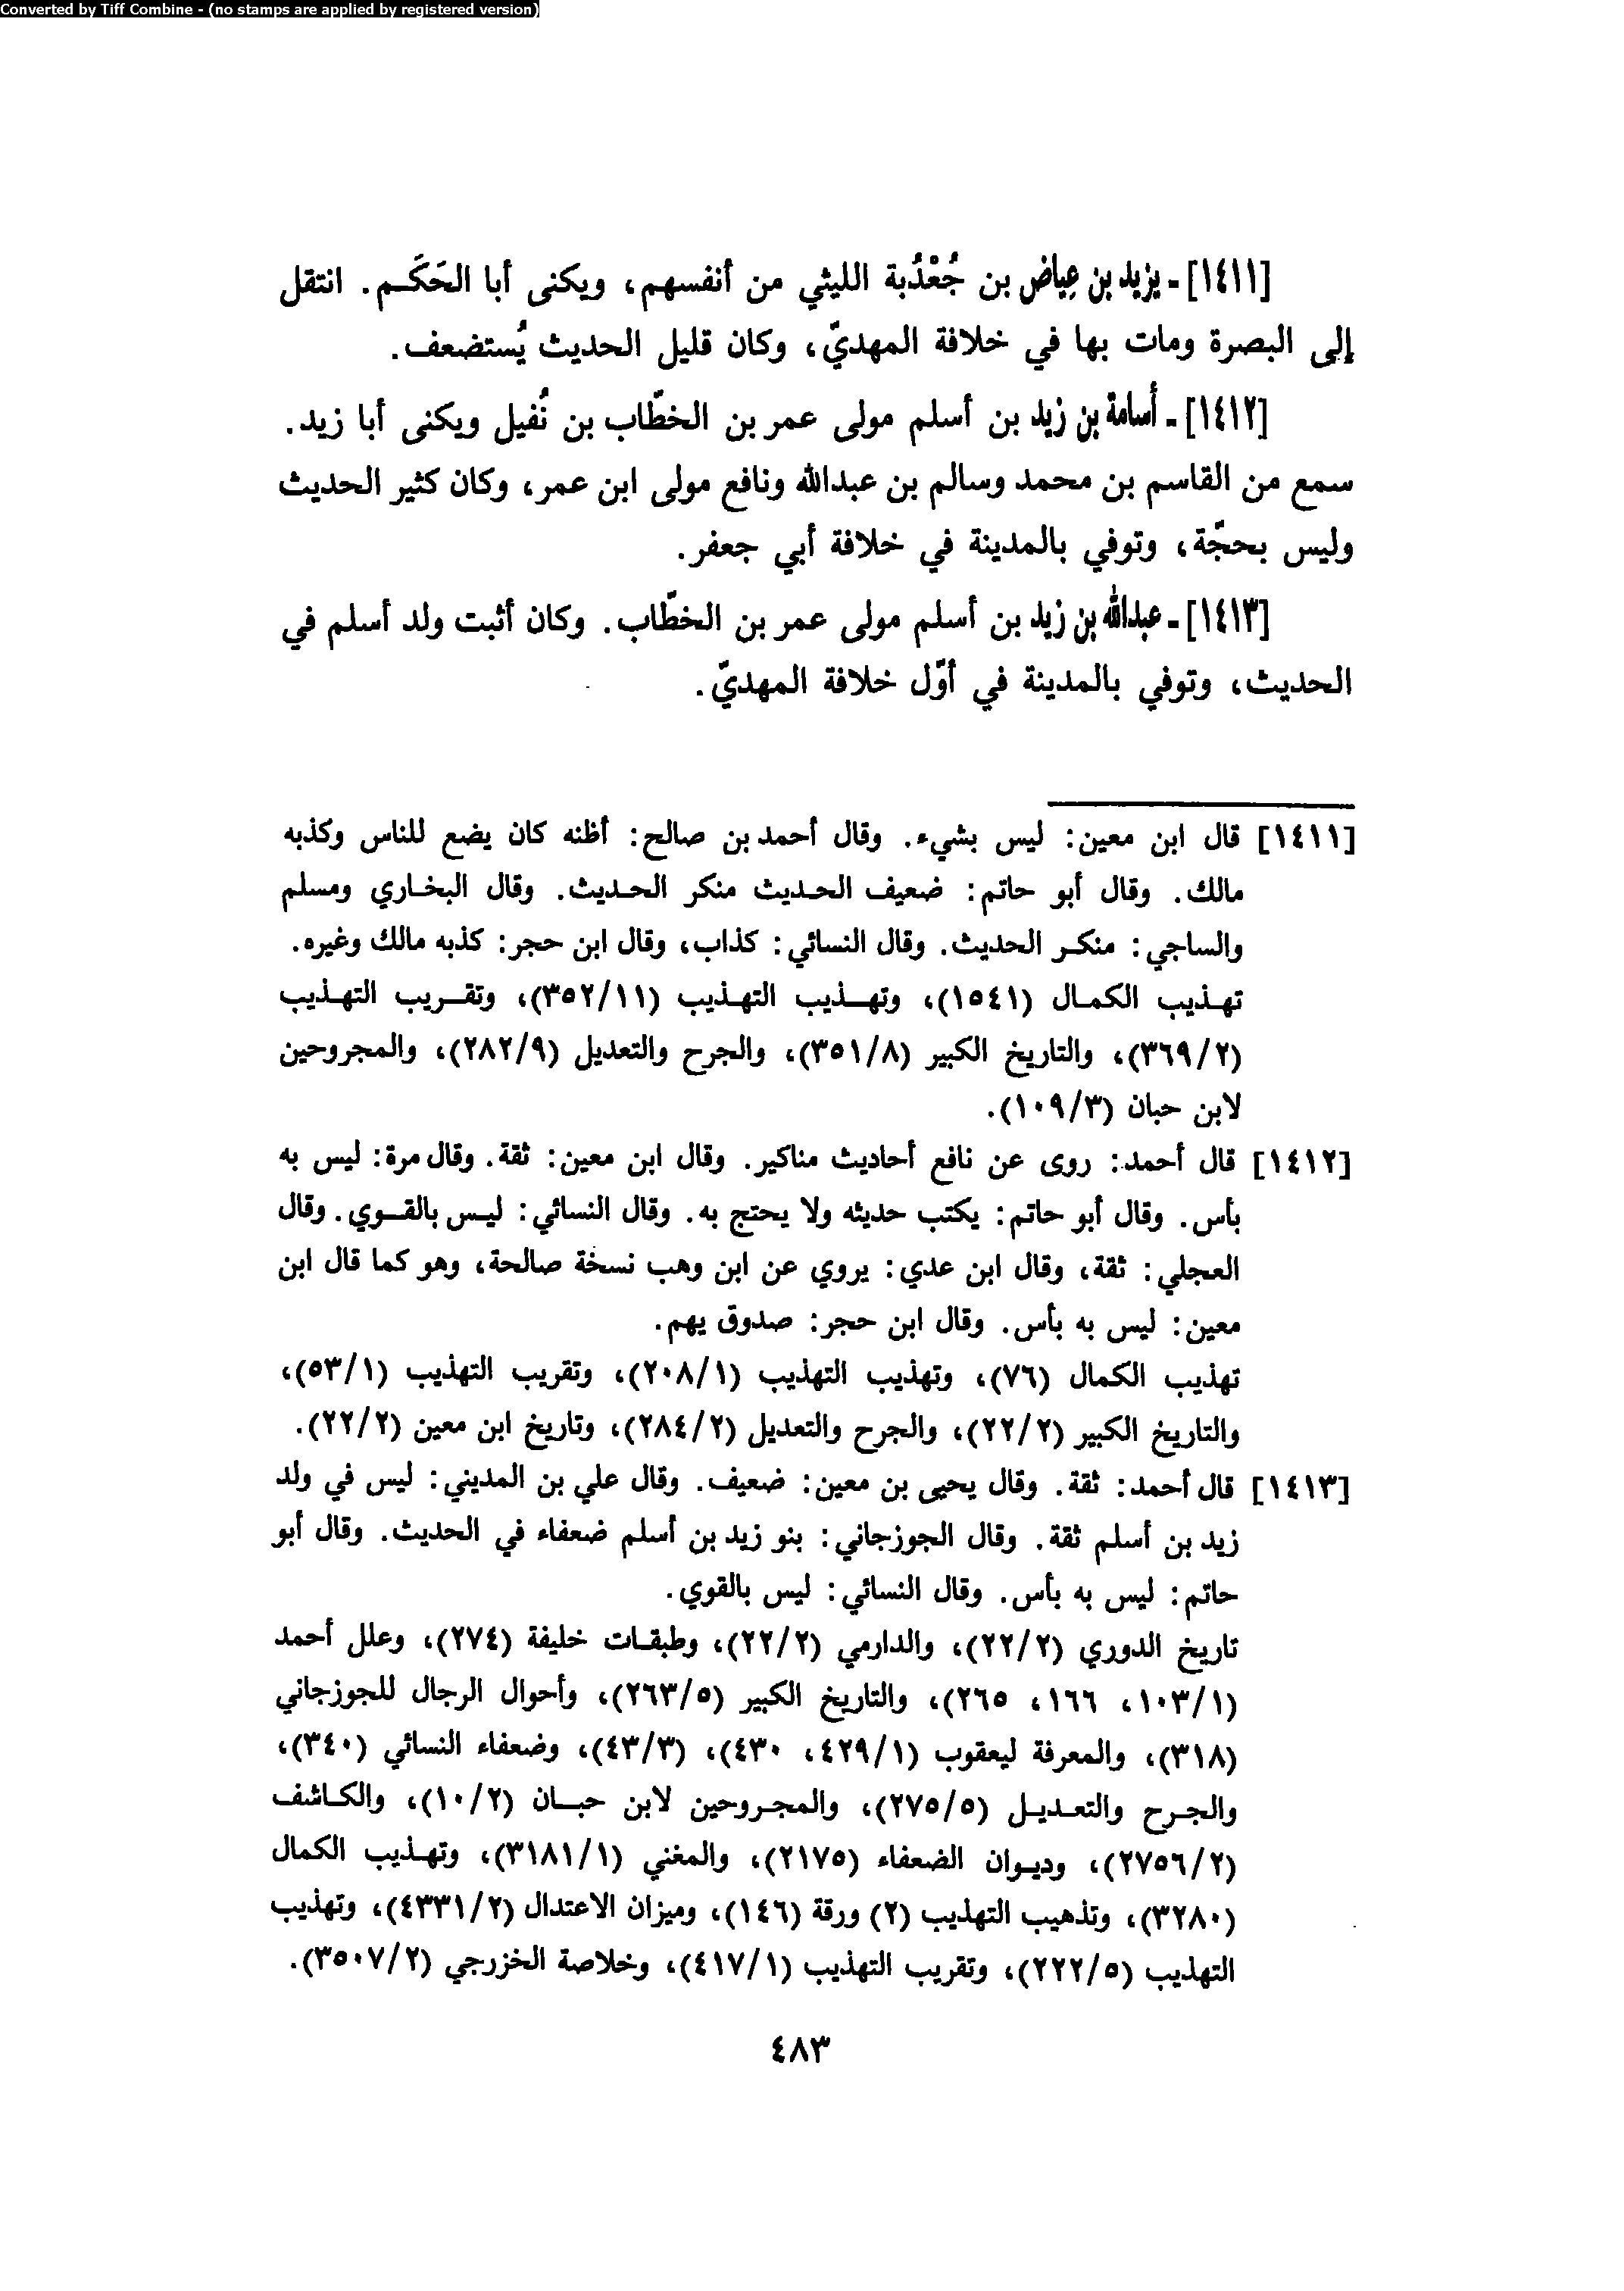 Converted by Tiff Combine - (no stamps are applied by registered version)
[١٤١١] - يزيد بن عِياض بن جُعْدُبة الليثي من أنفسهم، ويكنى أبا الحَكَم. انتقل
إلى البصرة ومات بها في خلافة المهديّ، وكان قليل الحديث يُستضعف.
[١٤١٢] - أسامة بن زيد بن أسلم مولى عمر بن الخطّاب بن نُفيل ويكنى أبا زيد.
سمع من القاسم بن محمد وسالم بن عبدالله ونافع مولى ابن عمر، وكان كثير الحديث
وليس بحجّة، وتوفي بالمدينة في خلافة أبي جعفر.
[١٤١٣] - عبدالله بن زيد بن أسلم مولى عمر بن الخطّاب. وكان أثبت ولد أسلم في
الحديث، وتوفي بالمدينة في أوّل خلافة المهديّ.
[١٤١١] قال ابن معين: ليس بشيء. وقال أحمد بن صالح: أظنه كان يضع للناس وكذبه
مالك. وقال أبو حاتم: ضعيف الحديث منكر الحديث. وقال البخاري ومسلم
والساجي: منكر الحديث. وقال النسائي: كذاب، وقال ابن حجر: كذبه مالك وغيره.
تهذيب الكمال (١٥٤١)، وتهذيب التهذيب (٣٥٢/١١)، وتقريب التهذيب
(٣٦٩/٢)، والتاريخ الكبير (٣٥١/٨)، والجرح والتعديل (٢٨٢/٩)، والمجروحين
لابن حبان (١٠٩/٣).
[١٤١٢] قال أحمد: روى عن نافع أحاديث مناكير. وقال ابن معين: ثقة. وقال مرة: ليس به
بأس. وقال أبو حاتم: يكتب حديثه ولا يحتج به. وقال النسائي: ليس بالقوي. وقال
العجلي: ثقة، وقال ابن عدي: يروي عن ابن وهب نسخة صالحة، وهو كما قال ابن
معين: ليس به بأس. وقال ابن حجر: صدوق يهم.
تهذيب الكمال (٧٦)، وتهذيب التهذيب (٢٠٨/١)، وتقريب التهذيب (٥٣/١)،
والتاريخ الكبير (٢٢/٢)، والجرح والتعديل (٢٨٤/٢)، وتاريخ ابن معين (٢٢/٢).
[١٤١٣] قال أحمد: ثقة. وقال يحيى بن معين: ضعيف. وقال علي بن المديني: ليس في ولد
زيد بن أسلم ثقة. وقال الجوزجاني: بنو زيد بن أسلم ضعفاء في الحديث. وقال أبو
حاتم: ليس به بأس. وقال النسائي: ليس بالقوي.
تاريخ الدوري (٢٢/٢)، والدارمي (٢٢/٢)، وطبقات خليفة (٢٧٤)، وعلل أحمد
(١٠٣/١، ١٦٦، ٢٦٥)، والتاريخ الكبير (٢٦٣/٥)، وأحوال الرجال للجوزجاني
(٣١٨)، والمعرفة ليعقوب (٤٢٩/١، ٤٣٠)، (٤٣/٣)، وضعفاء النسائي (٣٤٠)،
والجرح والتعديل (٢٧٥/٥)، والمجروحين لابن حبان (١٠/٢)، والكاشف
(٢٧٥٦/٢)، وديوان الضعفاء (٢١٧٥)، والمغني (٣١٨١/١)، وتهذيب الكمال
(٣٢٨٠)، وتذهيب التهذيب (٢) ورقة (١٤٦)، وميزان الاعتدال (٤٣٣١/٢)، وتهذيب
التهذيب (٢٢٢/٥)، وتقريب التهذيب (٤١٧/١)، وخلاصة الخزرجي (٣٥٠٧/٢).
٤٨٣